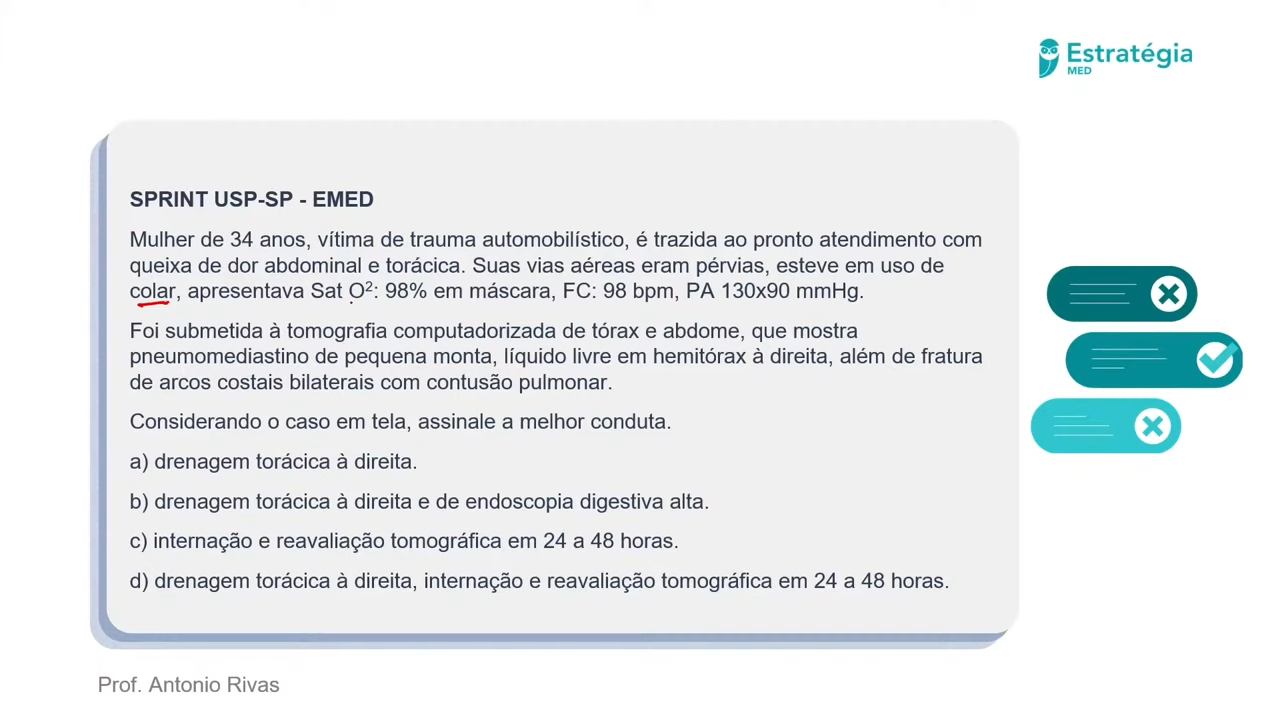 Estratégia
MED
SPRINT USP-SP - EMED
Mulher de 34 anos, vítima de trauma automobilístico, é trazida ao pronto atendimento com
queixa de dor abdominal e torácica. Suas vias aéreas eram pérvias, esteve em uso de
colar, apresentava Sat O²: 98% em máscara, FC: 98 bpm, PA 130x90 mmHg.
Foi submetida à tomografia computadorizada de tórax e abdome, que mostra
pneumomediastino de pequena monta, líquido livre em hemitórax à direita, além de fratura
de arcos costais bilaterais com contusão pulmonar.
Considerando o caso em tela, assinale a melhor conduta.
a) drenagem torácica à direita.
b) drenagem torácica à direita e de endoscopia digestiva alta.
c) internação e reavaliação tomográfica em 24 a 48 horas.
d) drenagem torácica à direita, internação e reavaliação tomográfica em 24 a 48 horas.
Prof. Antonio Rivas